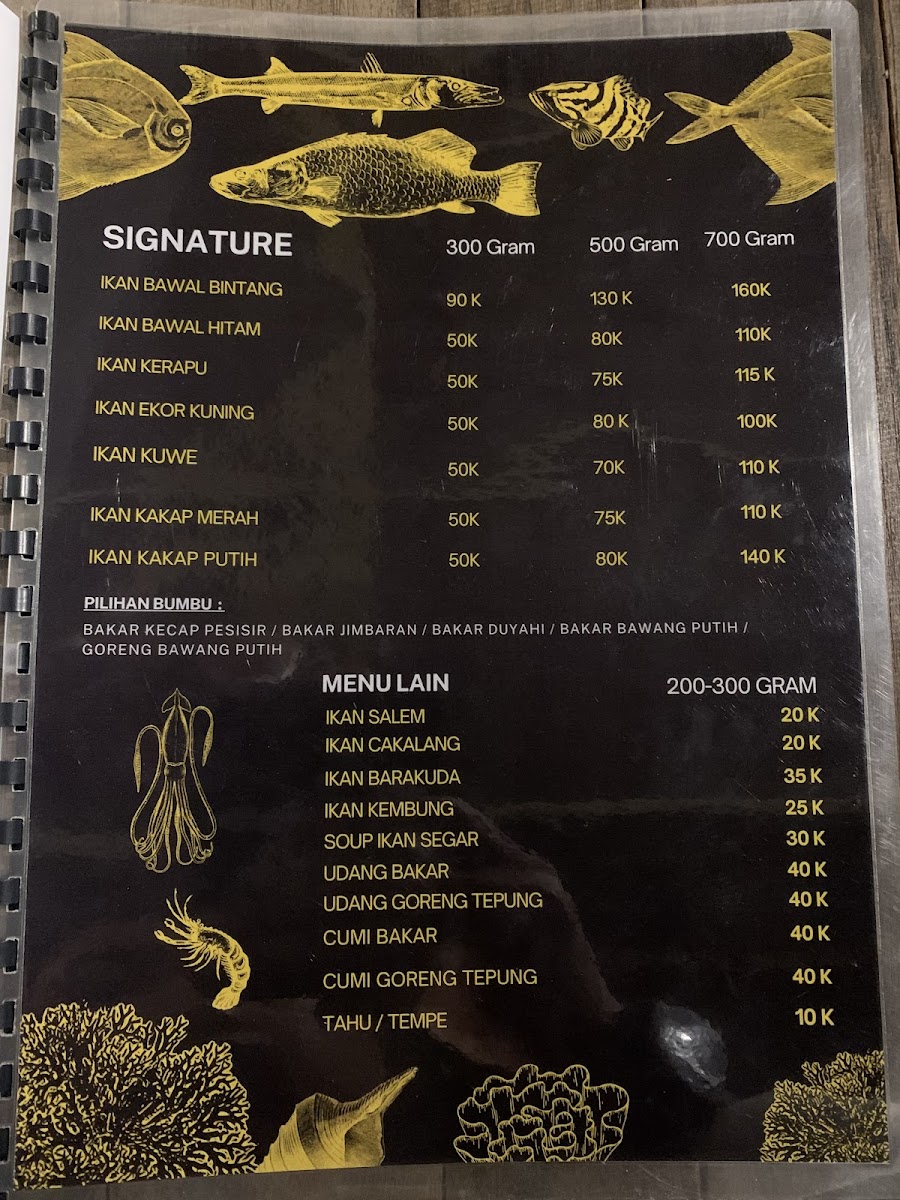 SIGNATURE 300 Gram 500 Gram 700 Gram
IKAN BAWAL BINTANG 90 K 130 K 160K
IKAN BAWAL HITAM 50K 80K 110K
IKAN KERAPU 50K 75K 115 K
IKAN EKOR KUNING 50K 80 K 100K
IKAN KUWE 50K 70K 110 K
IKAN KAKAP MERAH 50K 75K 110 K
IKAN KAKAP PUTIH 50K 80K 140 K
PILIHAN BUMBU :
BAKAR KECAP PESISIR / BAKAR JIMBARAN / BAKAR DUYAHI / BAKAR BAWANG PUTIH /
GORENG BAWANG PUTIH
MENU LAIN 200-300 GRAM
IKAN SALEM 20 K
IKAN CAKALANG 20 K
IKAN BARAKUDA 35 K
IKAN KEMBUNG 25 K
SOUP IKAN SEGAR 30 K
UDANG BAKAR 40 K
UDANG GORENG TEPUNG 40 K
CUMI BAKAR 40 K
CUMI GORENG TEPUNG 40 K
TAHU / TEMPE 10 K